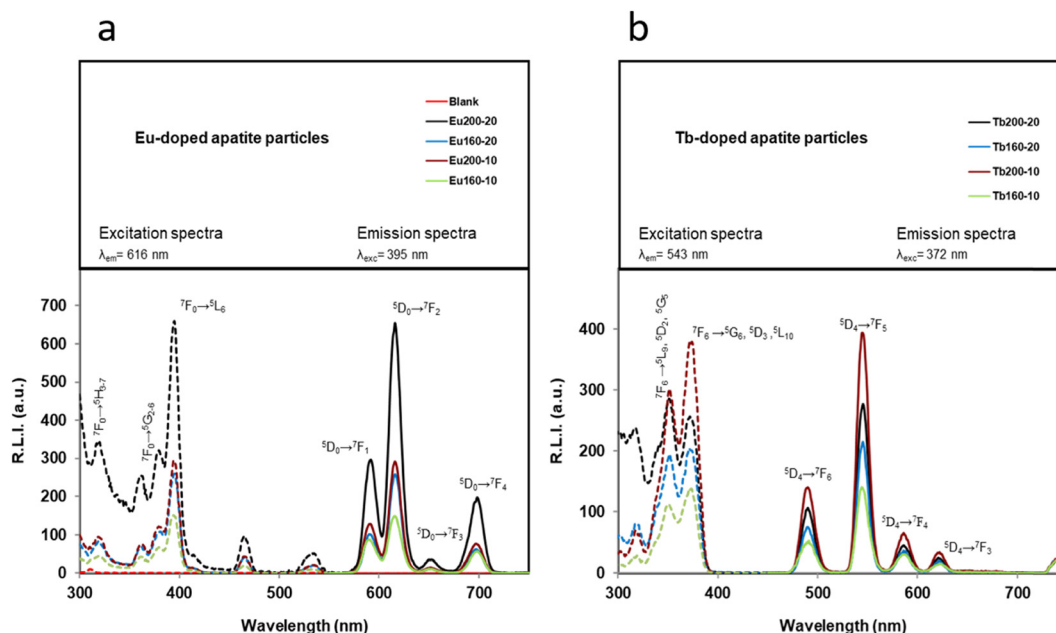 a
Blank
Eu200-20
Eu160-20
Eu200-10
Eu160-10
Eu-doped apatite particles
Excitation spectra
λem= 616 nm
Emission spectra
λexc= 395 nm
⁷F₀→⁵H₃₋₇
⁷F₀→⁵G₂₋₆
⁷F₀→⁵L₆
⁵D₀→⁷F₁
⁵D₀→⁷F₂
⁵D₀→⁷F₃
⁵D₀→⁷F₄
R.L.I. (a.u.)
700
600
500
400
300
200
100
0
300 400 500 600 700
Wavelength (nm)
b
Tb200-20
Tb160-20
Tb200-10
Tb160-10
Tb-doped apatite particles
Excitation spectra
λem= 543 nm
Emission spectra
λexc= 372 nm
⁷F₆→⁵L₉, ⁵D₂, ⁵G₅
⁷F₆→⁵G₆, ⁵D₃, ⁵L₁₀
⁵D₄→⁷F₆
⁵D₄→⁷F₅
⁵D₄→⁷F₄
⁵D₄→⁷F₃
R.L.I. (a.u.)
400
300
200
100
0
300 400 500 600 700
Wavelength (nm)